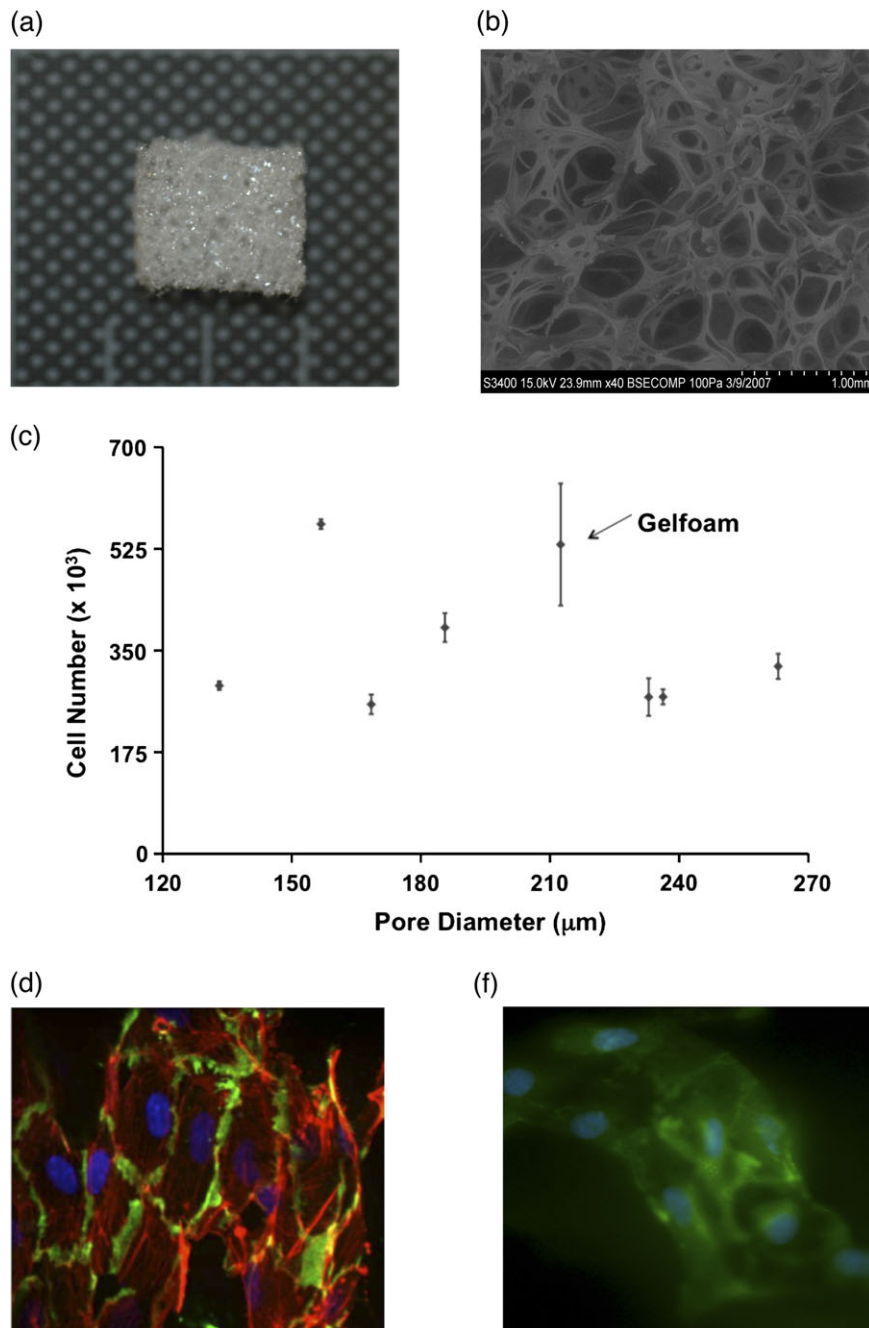 (a)
(b)
S3400 15.0kV 23.9mm x40 BSECOMP 100Pa 3/9/2007 1.00mm
(c)
700
525
350
175
0
Cell Number (x 10³)
Gelfoam
120 150 180 210 240 270
Pore Diameter (μm)
(d)
(f)